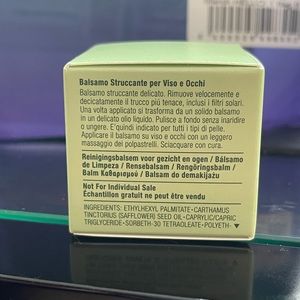 Balsamo Struccante per Viso e Occhi
Balsamo struccante delicato. Rimuove velocemente e
delicatamente il trucco più tenace, inclusi i filtri solari.
Una volta applicato si trasforma da un solido balsamo
in un delicato olio liquido. Pulisce a fondo senza inaridire
o ungere. È quindi indicato per tutti i tipi di pelle.
Applicare il balsamo su viso e occhi con un leggero
massaggio dei polpastrelli. Sciacquare con cura.
Reinigingsbalsem voor gezicht en ogen / Bálsamo
de Limpeza / Rensebalsam / Rengöringsbalsam /
Balm Καθαρισμού / Balsam do demakijażu
Not For Individual Sale
Échantillon gratuit ne peut être vendu
INGREDIENTS: ETHYLHEXYL PALMITATE • CARTHAMUS
TINCTORIUS (SAFFLOWER) SEED OIL • CAPRYLIC/CAPRIC
TRIGLYCERIDE • SORBETH-30 TETRAOLEATE • POLYETH-